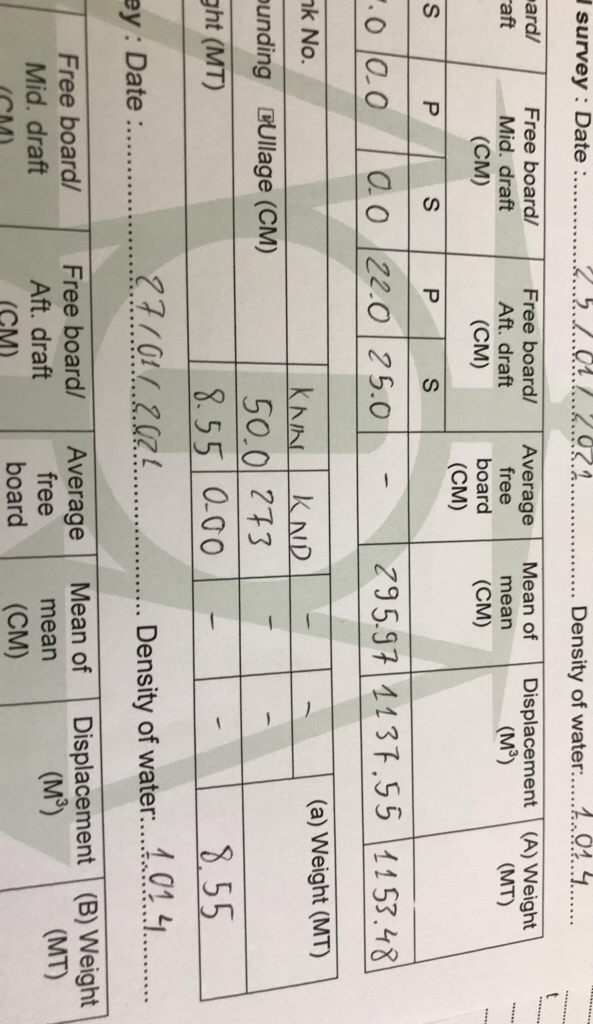 survey : Date : 25/01/2021 Density of water: 1.014
Free board/ Free board/ Average Mean of Displacement (A) Weight
Mid. draft Aft. draft free mean (M³) (MT)
(CM) (CM) board (CM)
(CM)
S P S P S
.0 0.0 0.0 22.0 25.0 - 295.97 1137.55 1153.48
nk No. KNN KND - - (a) Weight (MT)
ounding Ullage (CM) 50.0 273 - -
ght (MT) 8.55 0.00 - - 8.55
ey : Date : 27/01/2021 Density of water: 1.014
Free board/ Free board/ Average Mean of Displacement (B) Weight
Mid. draft Aft. draft free mean (M³) (MT)
(CM) (CM) board (CM)